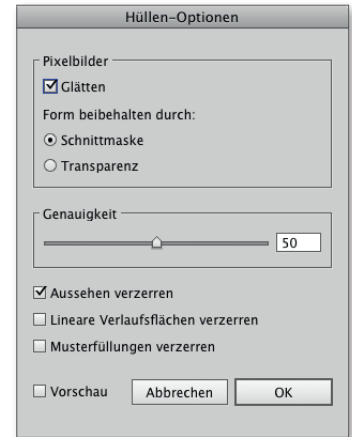 Hüllen-Optionen
Pixelbilder
Glätten
Form beibehalten durch:
Schnittmaske
Transparenz
Genauigkeit
50
Aussehen verzerren
Lineare Verlaufsflächen verzerren
Musterfüllungen verzerren
Vorschau Abbrechen OK